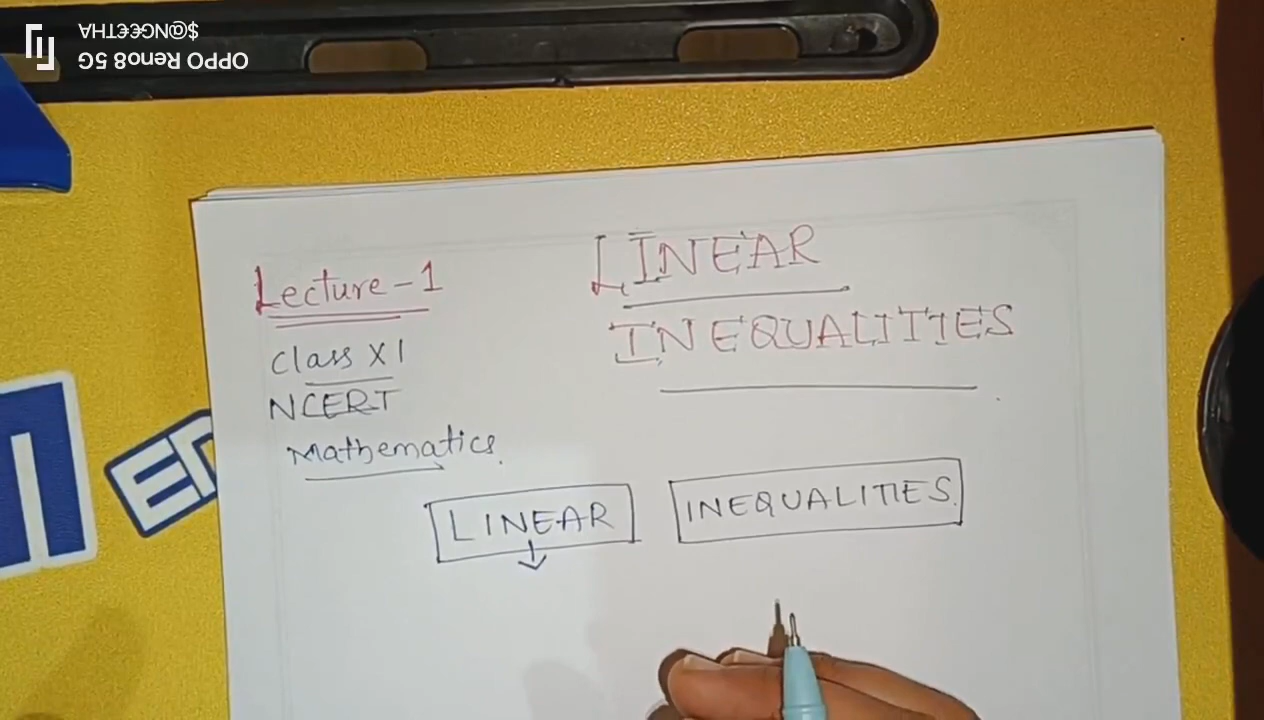 $@NGEETHA
OPPO Reno8 5G
Lecture-1
Class XI
NCERT
Mathematics.
LINEAR
INEQUALITIES
LINEAR
INEQUALITIES.